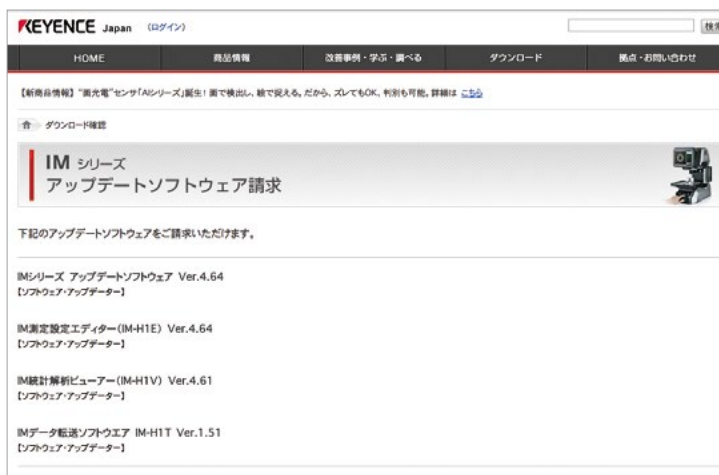 KEYENCE Japan (ログイン) 検索
HOME 商品情報 改善事例・学ぶ・調べる ダウンロード 拠点・お問い合わせ
【新商品情報】"面光電"センサ「AIシリーズ」誕生!面で検出し、絵で捉える。だから、ズレてもOK、判別も可能。詳細は こちら
ダウンロード確認
IM シリーズ
アップデートソフトウェア請求
下記のアップデートソフトウェアをご請求いただけます。
IMシリーズ アップデートソフトウェア Ver.4.64
【ソフトウェア・アップデーター】
IM測定設定エディター(IM-H1E) Ver.4.64
【ソフトウェア・アップデーター】
IM統計解析ビューアー(IM-H1V) Ver.4.61
【ソフトウェア・アップデーター】
IMデータ転送ソフトウエア IM-H1T Ver.1.51
【ソフトウェア・アップデーター】